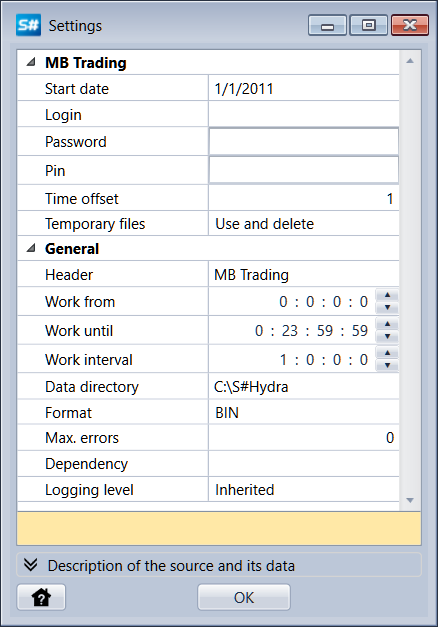 S# Settings
MB Trading
Start date 1/1/2011
Login
Password
Pin
Time offset 1
Temporary files Use and delete
General
Header MB Trading
Work from 0 : 0 : 0 : 0
Work until 0 : 23 : 59 : 59
Work interval 1 : 0 : 0 : 0
Data directory C:\S#Hydra
Format BIN
Max. errors 0
Dependency
Logging level Inherited
Description of the source and its data
? OK